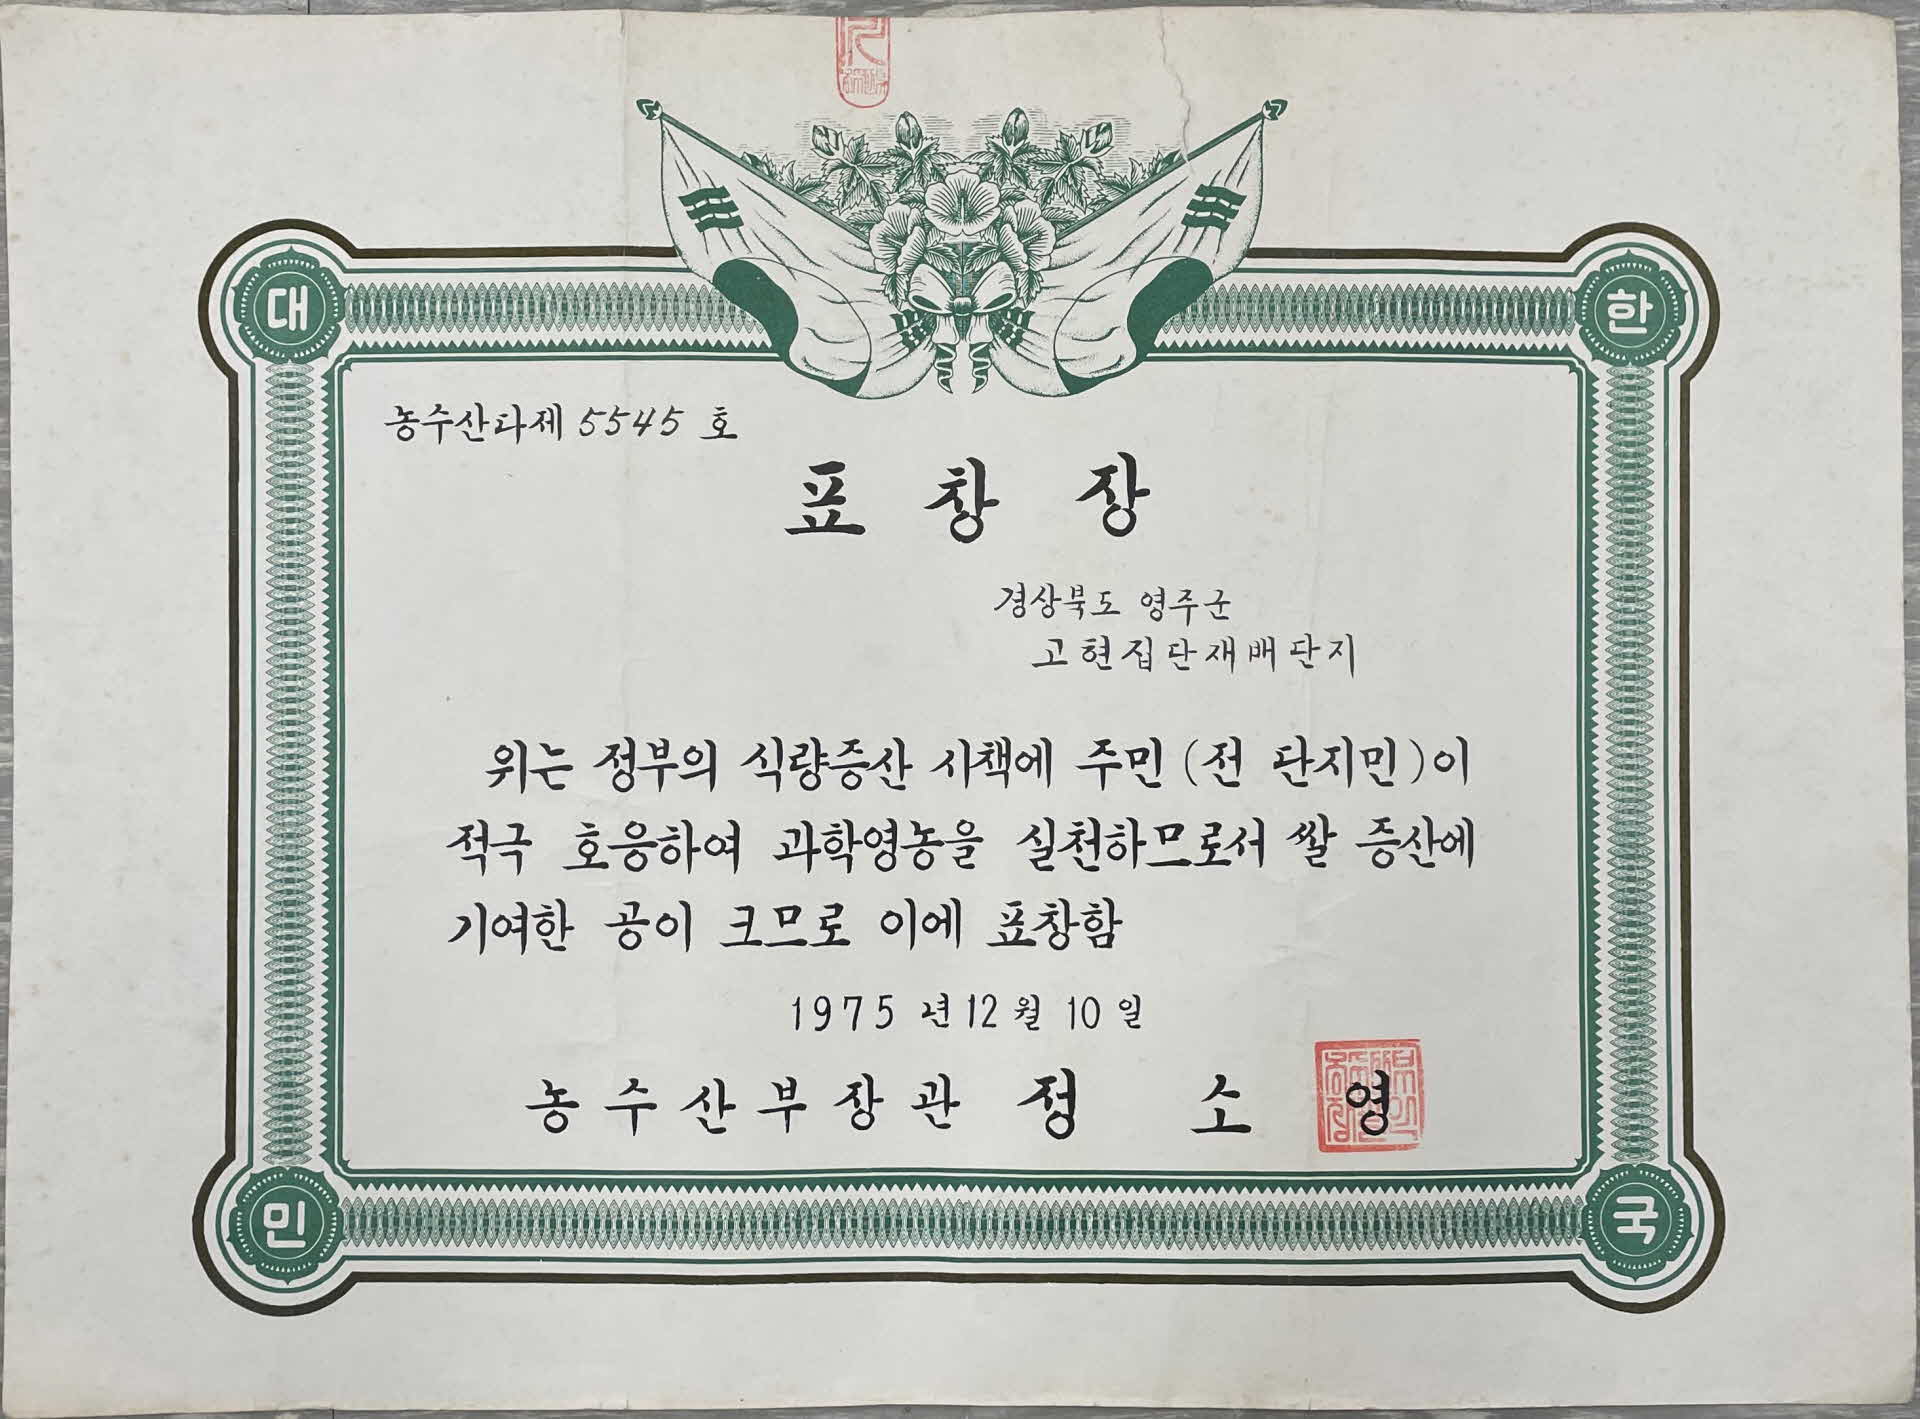 대 한
농수산타제 5545 호
표 창 장
경상북도 영주군
고현집단재배단지
위는 정부의 식량증산 시책에 주민 (전 단지민)이
적극 호응하여 과학영농을 실천하므로서 쌀 증산에
기여한 공이 크므로 이에 표창함
1975 년 12 월 10 일
농수산부장관 정 소 영
민 국